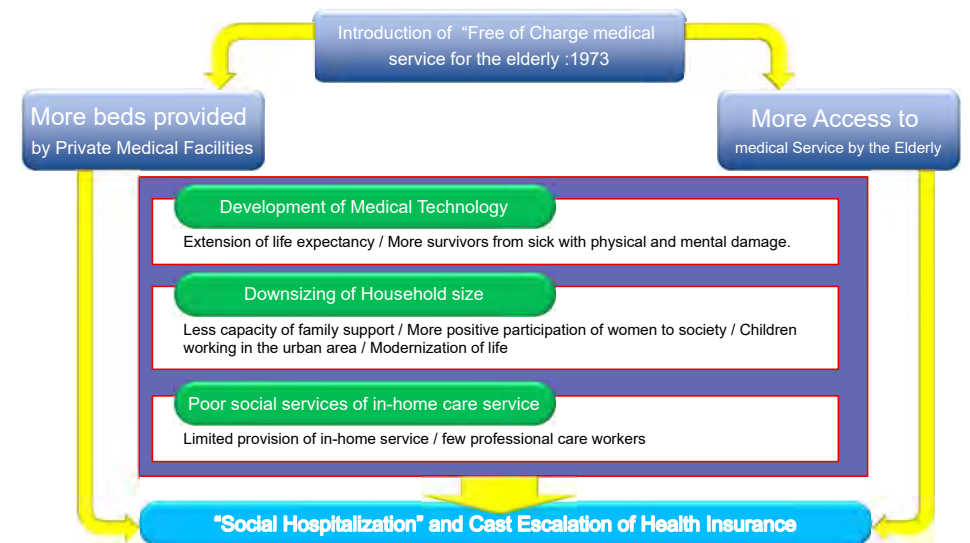 Introduction of “Free of Charge medical
service for the elderly :1973
More beds provided
by Private Medical Facilities
More Access to
medical Service by the Elderly
Development of Medical Technology
Extension of life expectancy / More survivors from sick with physical and mental damage.
Downsizing of Household size
Less capacity of family support / More positive participation of women to society / Children
working in the urban area / Modernization of life
Poor social services of in-home care service
Limited provision of in-home service / few professional care workers
“Social Hospitalization” and Cast Escalation of Health Insurance